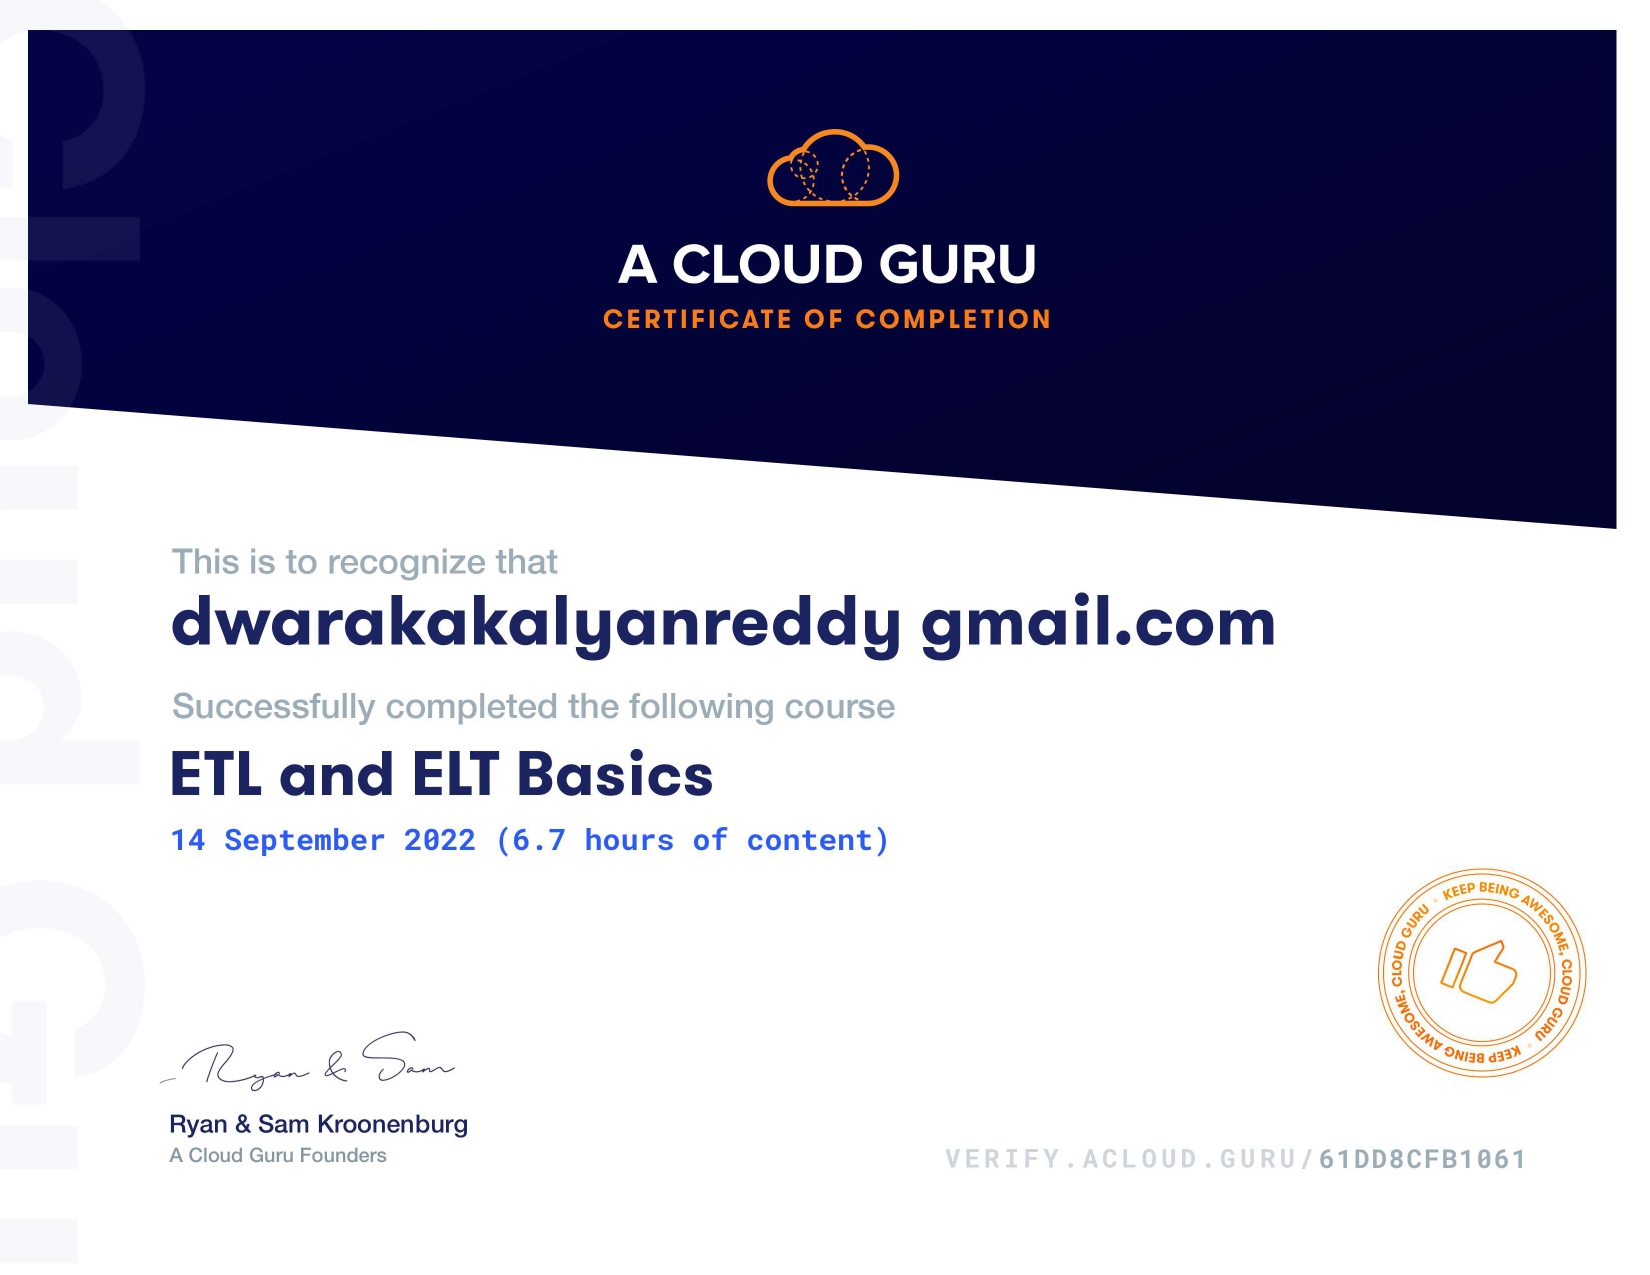 A CLOUD GURU
CERTIFICATE OF COMPLETION
This is to recognize that
dwarakakalyanreddy gmail.com
Successfully completed the following course
ETL and ELT Basics
14 September 2022 (6.7 hours of content)
KEEP BEING AWESOME, CLOUD GURU
KEEP BEING AWESOME, CLOUD GURU
Ryan & Sam
Ryan & Sam Kroonenburg
A Cloud Guru Founders
VERIFY.ACLOUD.GURU/61DD8CFB1061
Cloud Gu